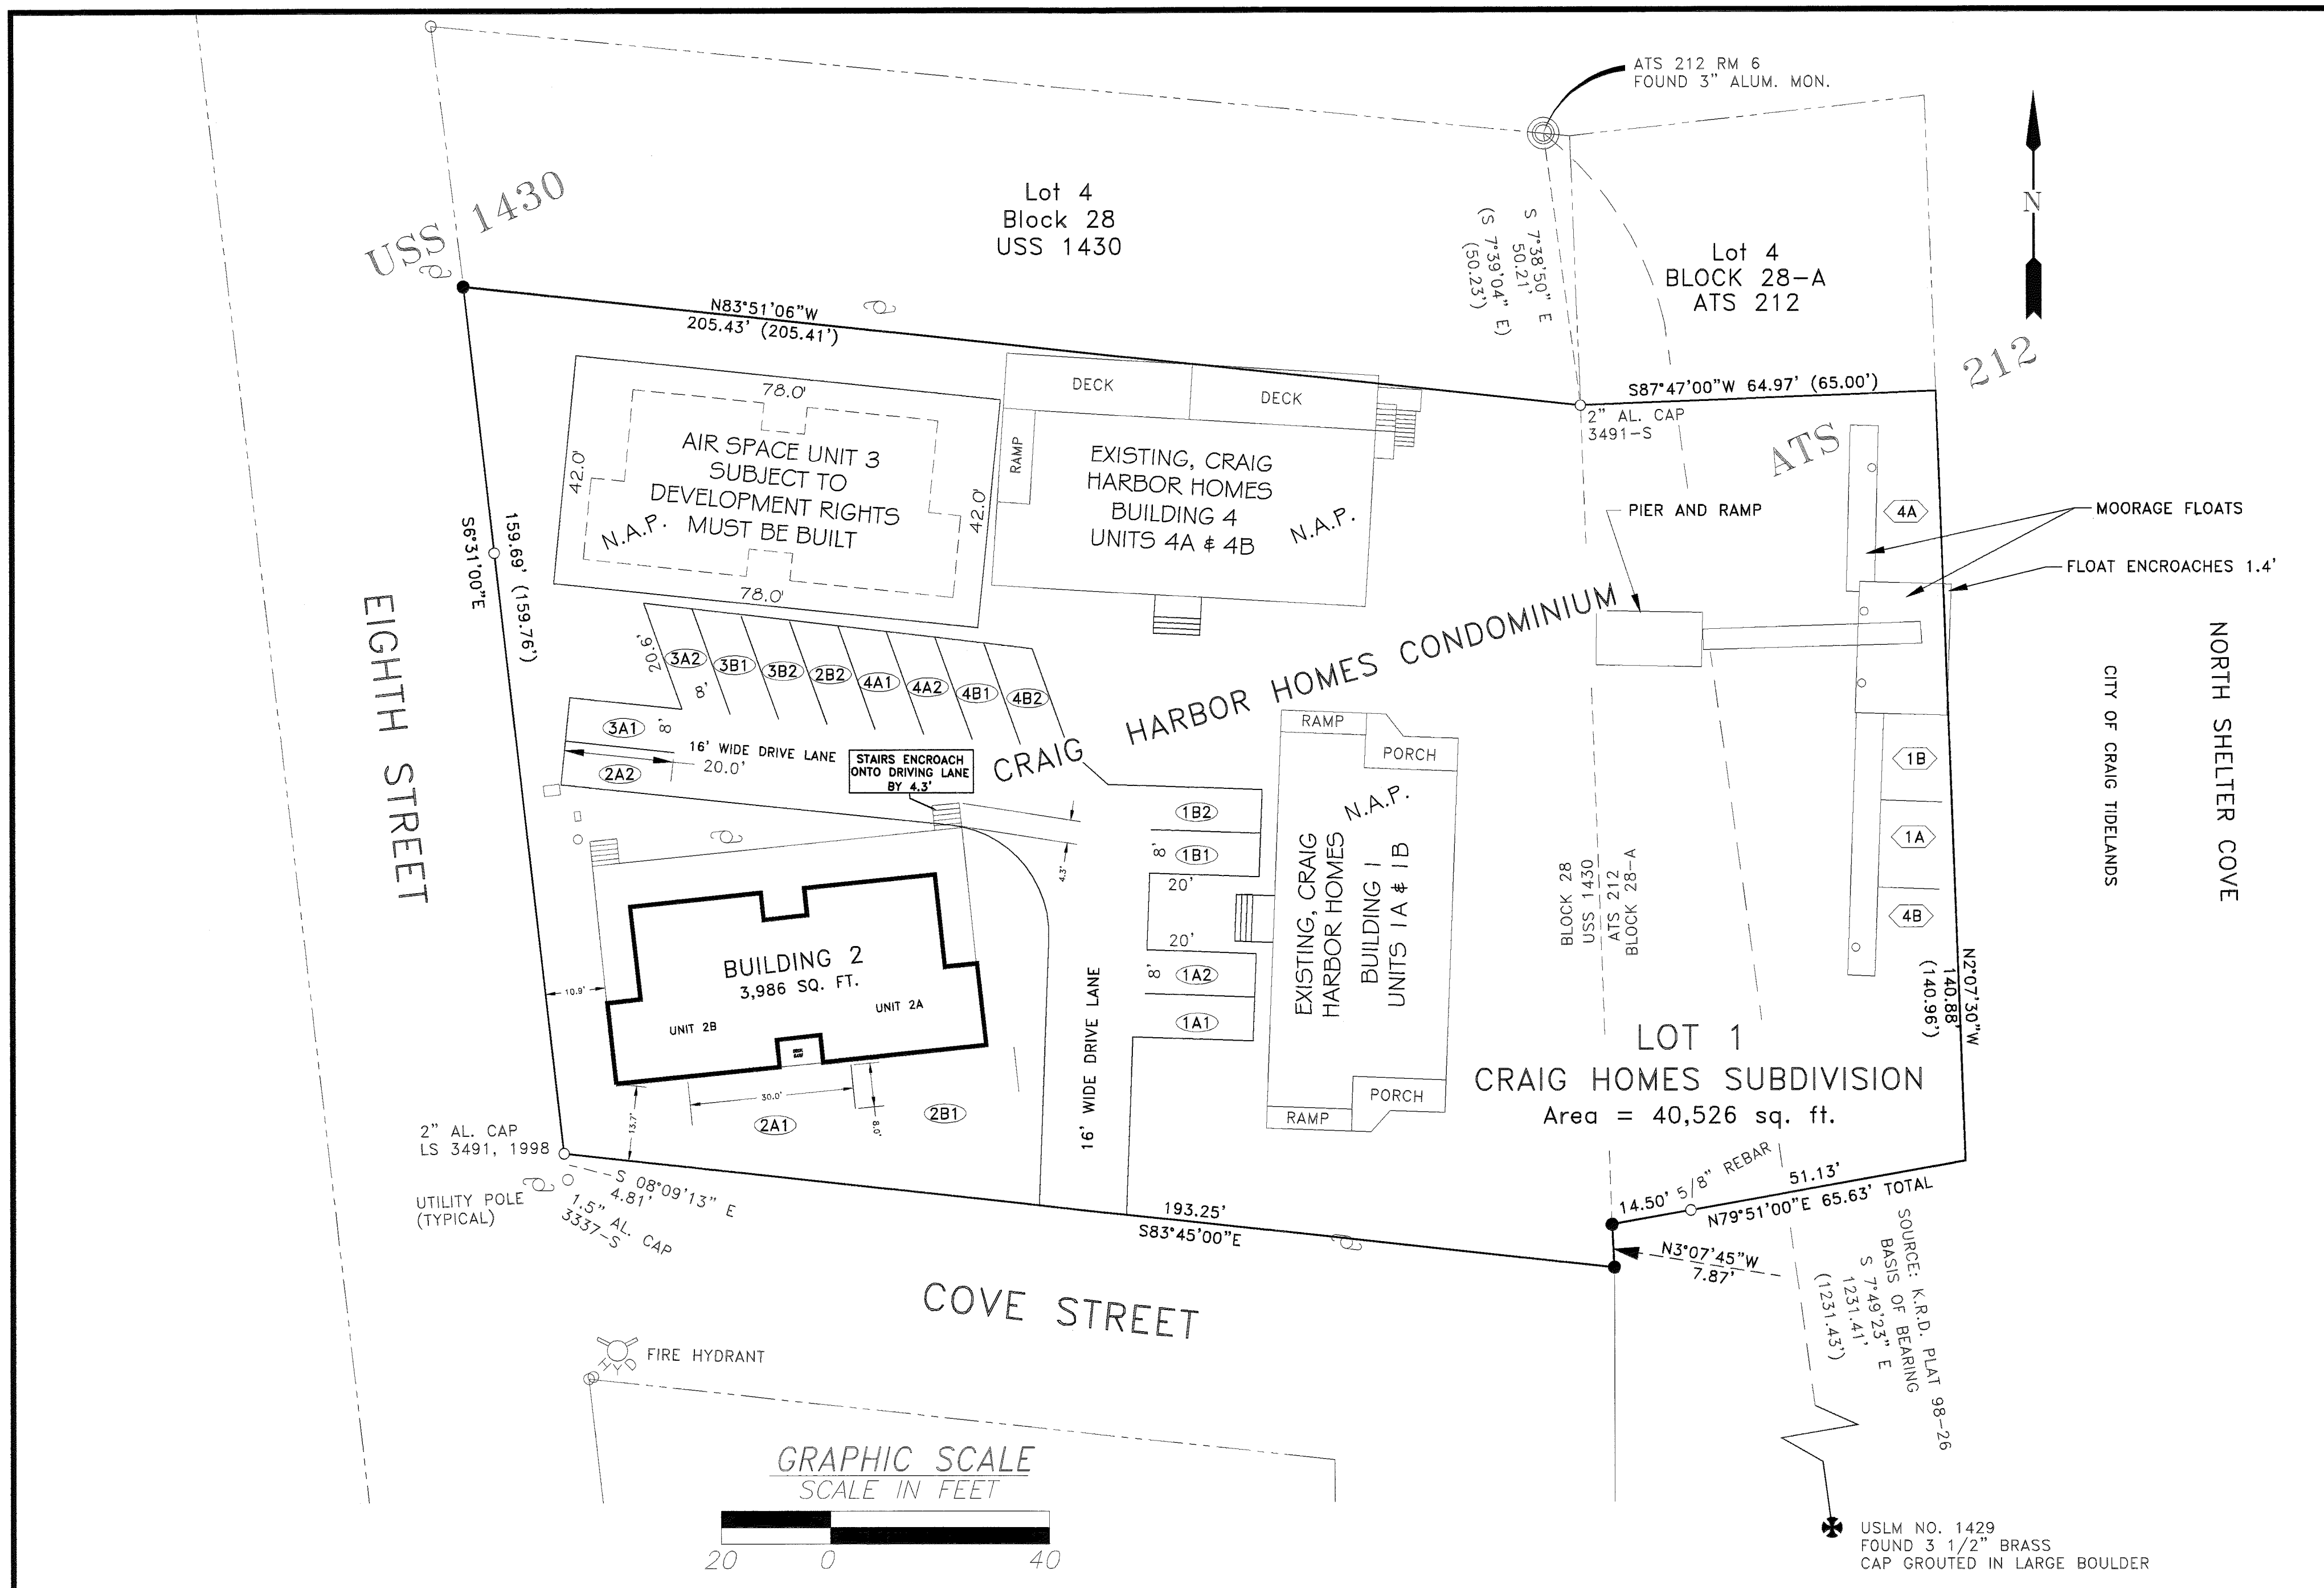 ATS 212 RM 6
FOUND 3" ALUM. MON.
N
USS 1430
Lot 4
Block 28
USS 1430
S 7°38'50" E
50.21'
(S 7°39'04" E)
(50.23')
Lot 4
BLOCK 28-A
ATS 212
ATS 212
N83°51'06"W
205.43' (205.41')
S87°47'00"W 64.97' (65.00')
2" AL. CAP
3491-S
78.0'
42.0'
AIR SPACE UNIT 3
SUBJECT TO
DEVELOPMENT RIGHTS
MUST BE BUILT
N.A.P.
42.0'
78.0'
DECK
DECK
RAMP
EXISTING, CRAIG
HARBOR HOMES
BUILDING 4
UNITS 4A & 4B
N.A.P.
PIER AND RAMP
4A
MOORAGE FLOATS
FLOAT ENCROACHES 1.4'
S6°31'00"E
159.69' (159.76')
EIGHTH STREET
20.6'
3A2
3B1
3B2
2B2
4A1
4A2
4B1
4B2
8'
3A1
8'
16' WIDE DRIVE LANE
20.0'
2A2
STAIRS ENCROACH
ONTO DRIVING LANE
BY 4.3'
CRAIG HARBOR HOMES CONDOMINIUM
4.3'
RAMP
PORCH
1B2
8'
1B1
20'
20'
8'
1A2
1A1
N.A.P.
EXISTING, CRAIG
HARBOR HOMES
BUILDING 1
UNITS 1A & 1B
PORCH
RAMP
1B
1A
4B
NORTH SHELTER COVE
CITY OF CRAIG TIDELANDS
BLOCK 28
USS 1430
ATS 212
BLOCK 28-A
N2°07'30"W
140.88'
(140.96')
BUILDING 2
3,986 SQ. FT.
UNIT 2B
UNIT 2A
10.9'
13.7'
30.0'
8.0'
2A1
2B1
16' WIDE DRIVE LANE
LOT 1
CRAIG HOMES SUBDIVISION
Area = 40,526 sq. ft.
2" AL. CAP
LS 3491, 1998
UTILITY POLE
(TYPICAL)
S 08°09'13" E
4.81'
1.5" AL. CAP
3337-S
193.25'
S83°45'00"E
14.50'
5/8" REBAR
51.13'
N79°51'00"E 65.63' TOTAL
N3°07'45"W
7.87'
SOURCE: K.R.D. PLAT 98-26
BASIS OF BEARING
S 7°49'23" E
1231.41'
(1231.43')
COVE STREET
HYD
FIRE HYDRANT
GRAPHIC SCALE
SCALE IN FEET
20 0 40
USLM NO. 1429
FOUND 3 1/2" BRASS
CAP GROUTED IN LARGE BOULDER